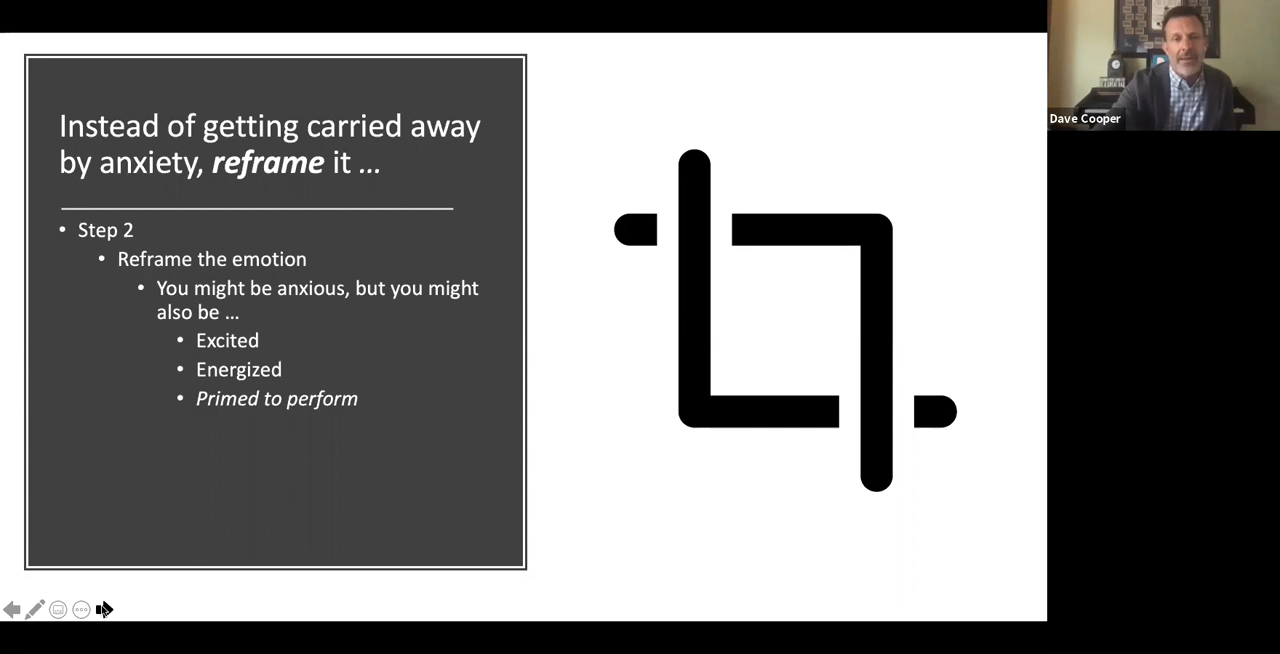 Instead of getting carried away
by anxiety, reframe it ...
• Step 2
• Reframe the emotion
• You might be anxious, but you might
also be ...
• Excited
• Energized
• Primed to perform
Dave Cooper